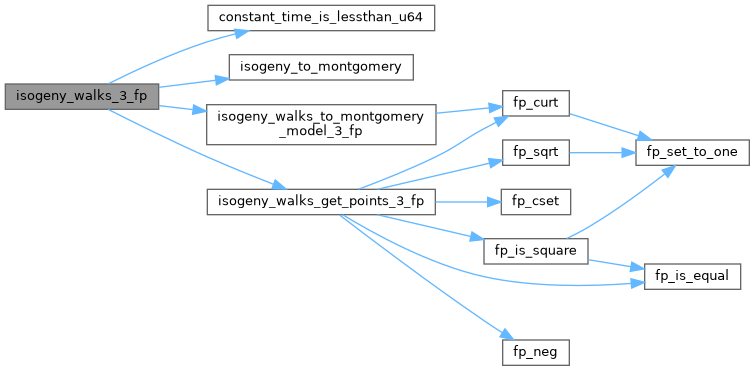 constant_time_is_lessthan_u64
isogeny_to_montgomery
isogeny_walks_3_fp
isogeny_walks_to_montgomery
_model_3_fp
isogeny_walks_get_points_3_fp
fp_curt
fp_sqrt
fp_cset
fp_is_square
fp_neg
fp_set_to_one
fp_is_equal